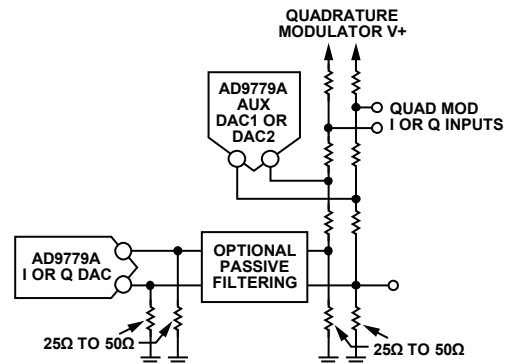 QUADRATURE
MODULATOR V+
AD9779A
AUX
DAC1 OR
DAC2
QUAD MOD
I OR Q INPUTS
AD9779A
I OR Q DAC
OPTIONAL
PASSIVE
FILTERING
25Ω TO 50Ω
25Ω TO 50Ω